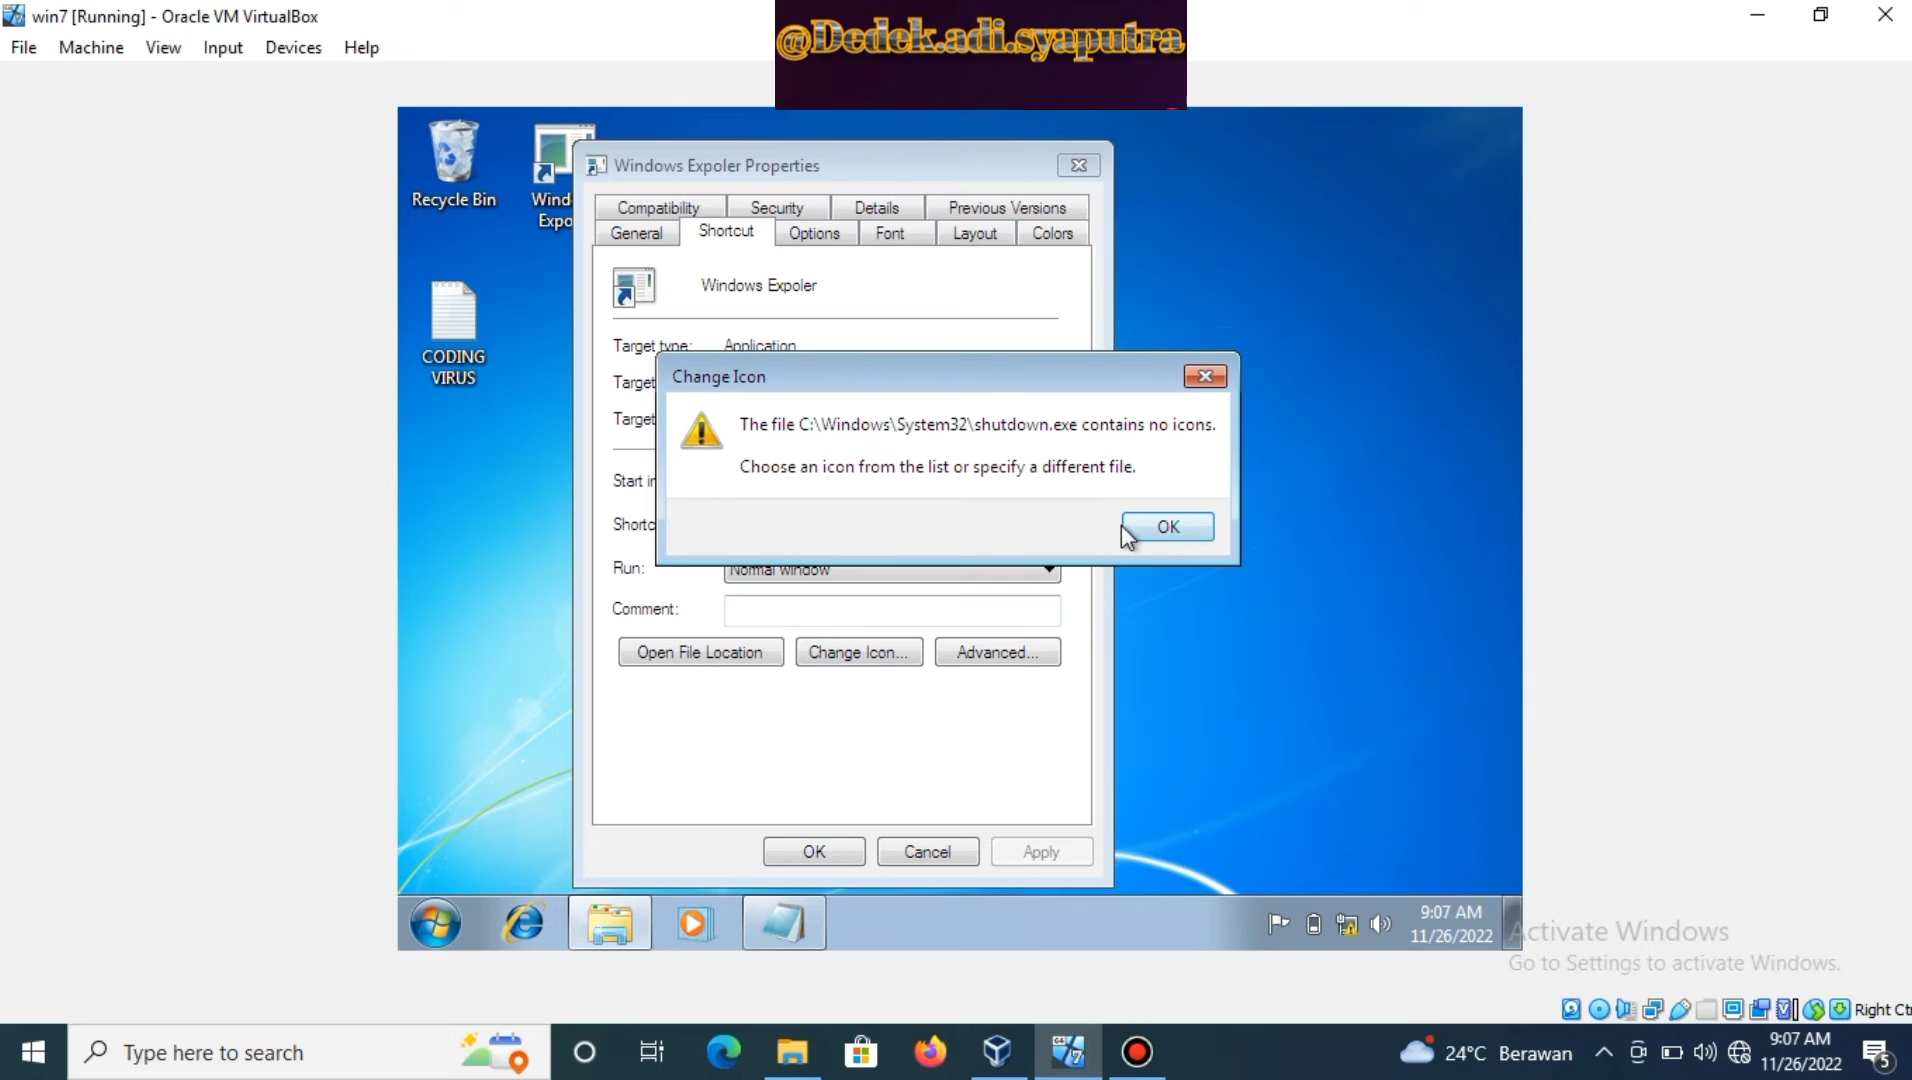 win7 [Running] - Oracle VM VirtualBox
File Machine View Input Devices Help
@Dedek.adi.syaputra
Recycle Bin
Wind
Expo
CODING
VIRUS
Windows Expoler Properties
Compatibility Security Details Previous Versions
General Shortcut Options Font Layout Colors
Windows Expoler
Target type: Application
Target
Target
Start in
Shortc
Change Icon
The file C:\Windows\System32\shutdown.exe contains no icons.
Choose an icon from the list or specify a different file.
OK
Run: Normal window
Comment:
Open File Location Change Icon... Advanced...
OK Cancel Apply
9:07 AM
11/26/2022
Activate Windows
Go to Settings to activate Windows.
Right Ct
Type here to search
24°C Berawan
9:07 AM
11/26/2022
5